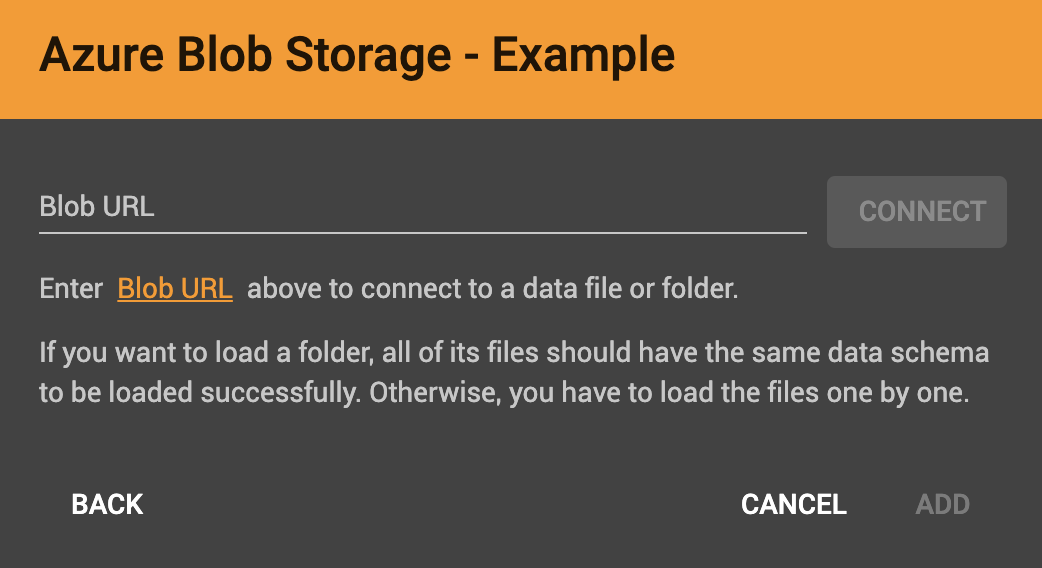 Azure Blob Storage - Example
Blob URL
CONNECT
Enter Blob URL above to connect to a data file or folder.
If you want to load a folder, all of its files should have the same data schema
to be loaded successfully. Otherwise, you have to load the files one by one.
BACK CANCEL ADD